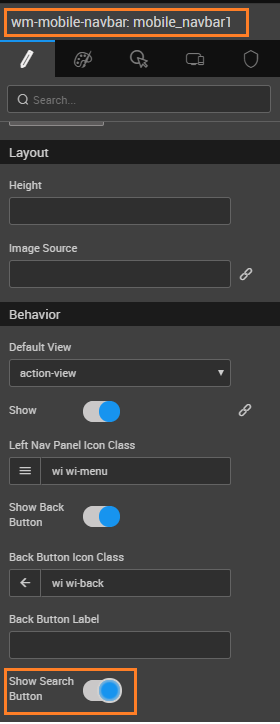 wm-mobile-navbar: mobile_navbar1
Search...
Layout
Height
Image Source
Behavior
Default View
action-view
Show
Left Nav Panel Icon Class
wi wi-menu
Show Back
Button
Back Button Icon Class
wi wi-back
Back Button Label
Show Search
Button